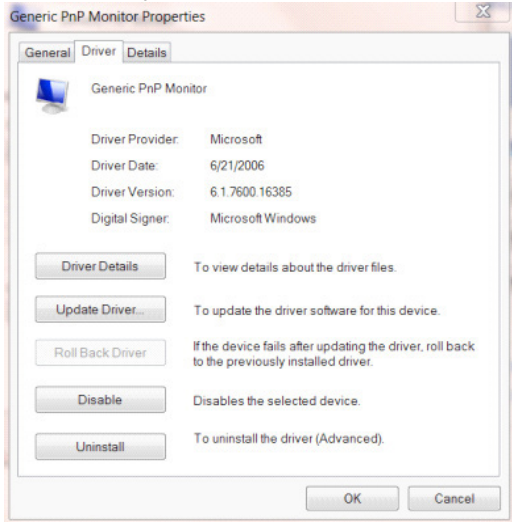 Generic PnP Monitor Properties
General Driver Details
Generic PnP Monitor
Driver Provider: Microsoft
Driver Date: 6/21/2006
Driver Version: 6.1.7600.16385
Digital Signer: Microsoft Windows
Driver Details To view details about the driver files.
Update Driver... To update the driver software for this device.
Roll Back Driver If the device fails after updating the driver, roll back
to the previously installed driver.
Disable Disables the selected device.
Uninstall To uninstall the driver (Advanced).
OK Cancel